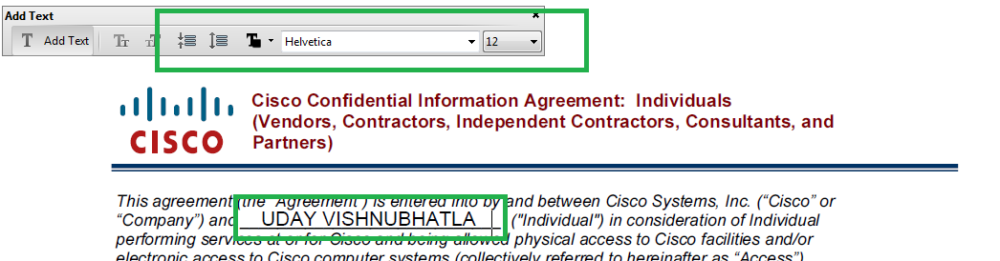 Add Text
T Add Text Helvetica 12
CISCO
Cisco Confidential Information Agreement: Individuals
(Vendors, Contractors, Independent Contractors, Consultants, and
Partners)
This agreement (the “Agreement”) is entered into by and between Cisco Systems, Inc. (“Cisco” or
“Company”) and UDAY VISHNUBHATLA ("Individual") in consideration of Individual
performing services at or for Cisco and being allowed physical access to Cisco facilities and/or
electronic access to Cisco computer systems (collectively referred to hereinafter as “Access”)